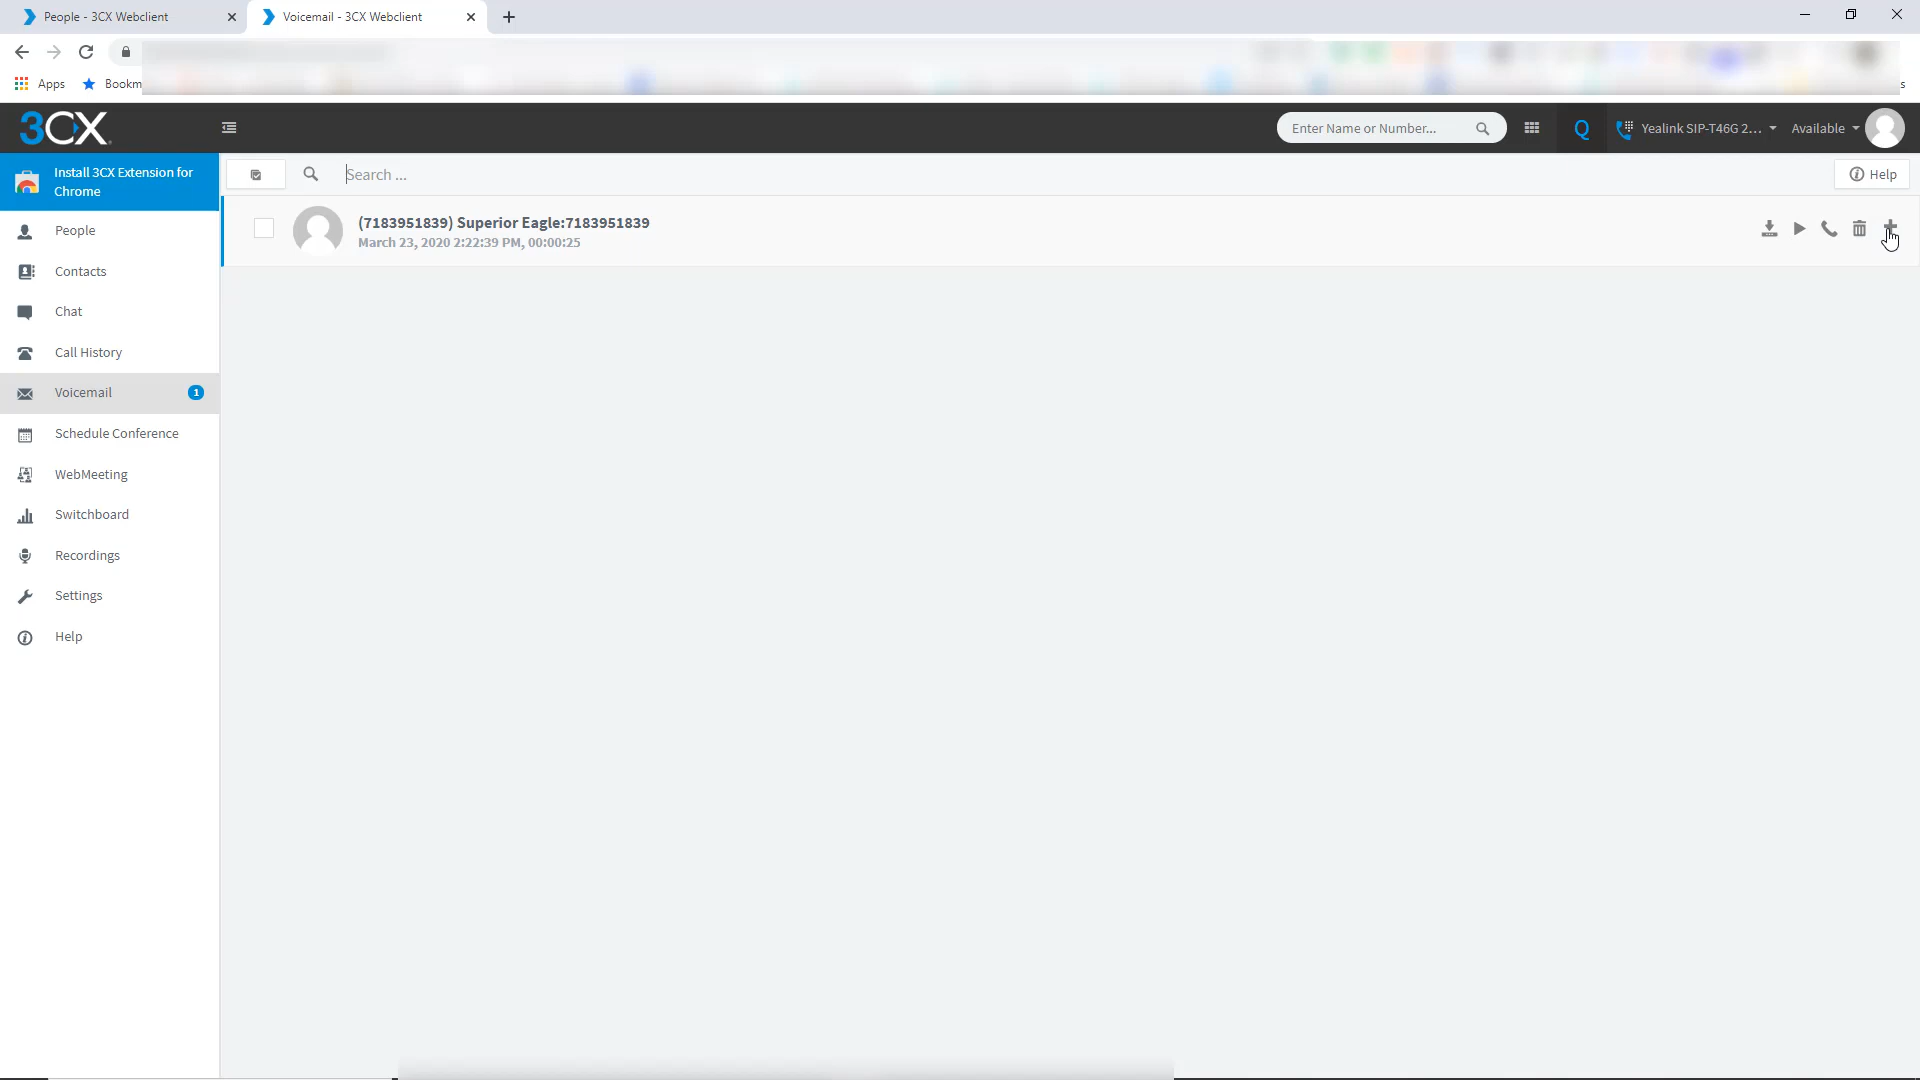 People - 3CX Webclient
Voicemail - 3CX Webclient
Apps
Bookm
s
3CX
Enter Name or Number...
Q
Yealink SIP-T46G 2...
Available
Install 3CX Extension for
Chrome
Search ...
Help
People
(7183951839) Superior Eagle:7183951839
March 23, 2020 2:22:39 PM, 00:00:25
Contacts
Chat
Call History
Voicemail
1
Schedule Conference
WebMeeting
Switchboard
Recordings
Settings
Help